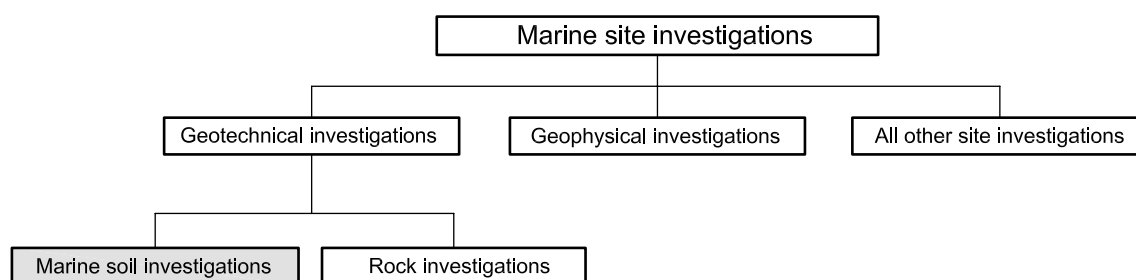 Marine site investigations
Geotechnical investigations
Geophysical investigations
All other site investigations
Marine soil investigations
Rock investigations